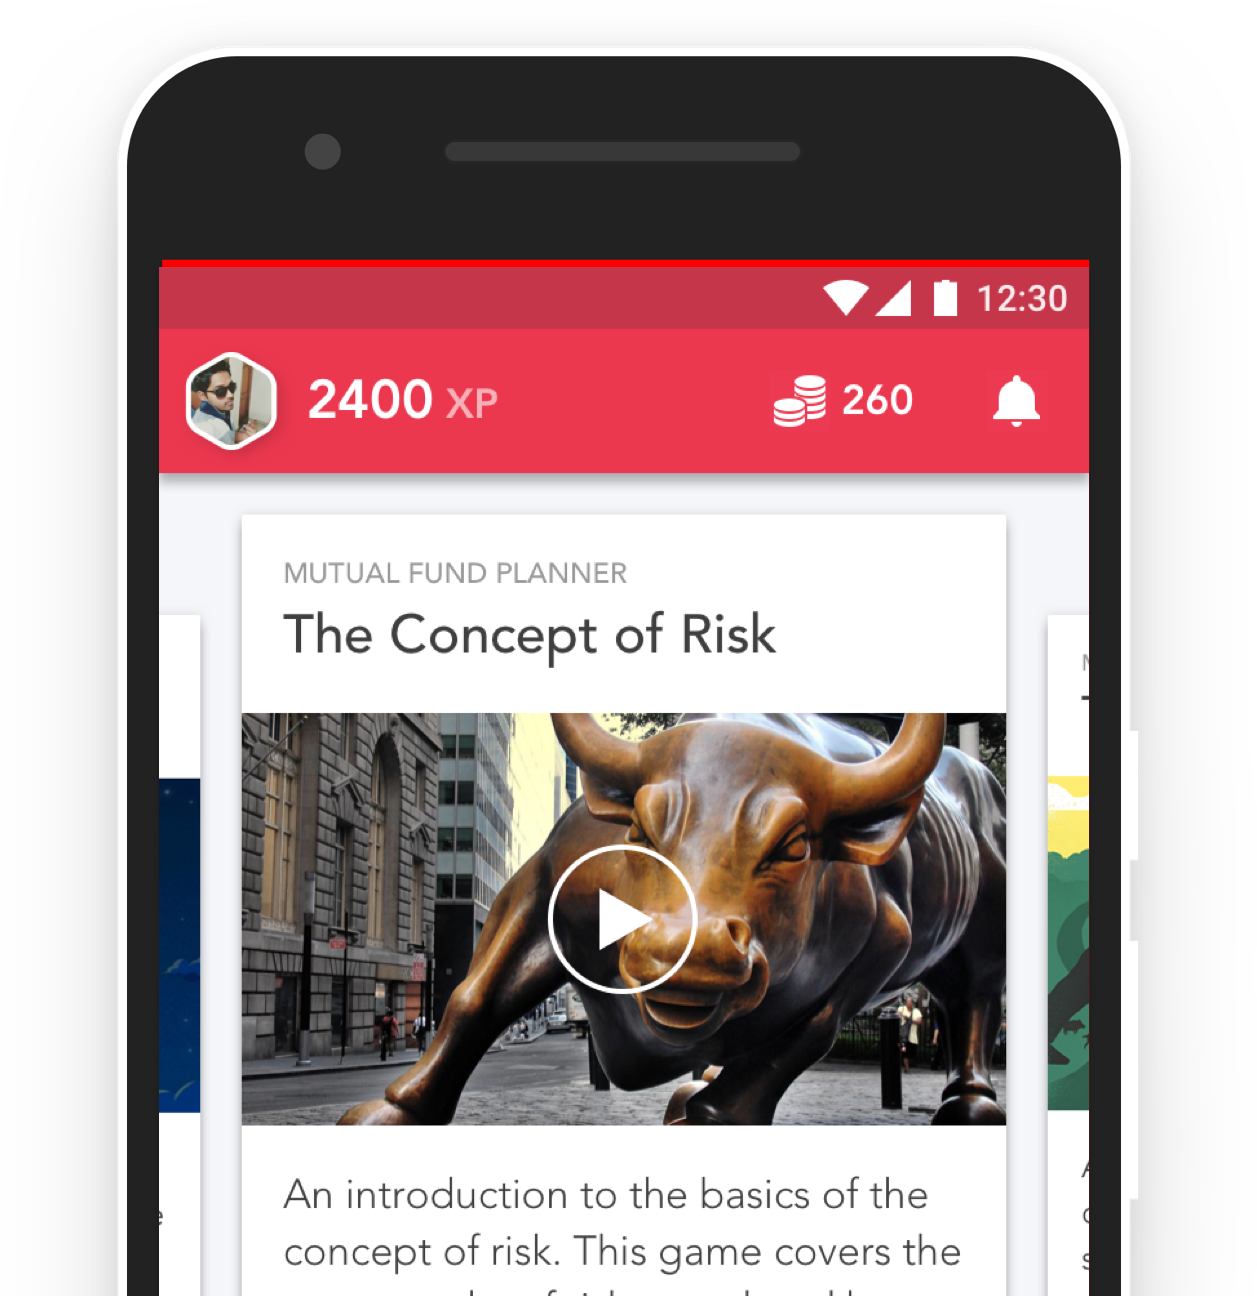 12:30
2400 XP
260
MUTUAL FUND PLANNER
The Concept of Risk
An introduction to the basics of the
concept of risk. This game covers the